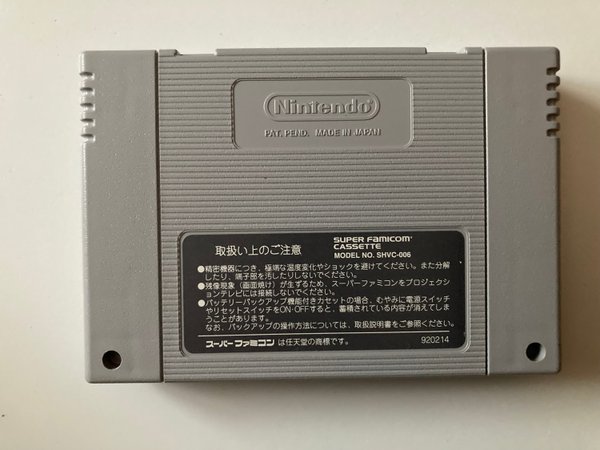 Nintendo®
PAT. PEND. MADE IN JAPAN
取扱い上のご注意
SUPER FAMICOM™
CASSETTE
MODEL NO. SHVC-006
●精密機器につき、極端な温度変化やショックを避けてください。また分解
したり、端子部を汚したりしないでください。
●残像現象（画面焼け）が生ずるため、スーパーファミコンをプロジェクシ
ョンテレビには接続しないでください。
●バッテリーバックアップ機能付きカセットの場合、むやみに電源スイッチ
やリセットスイッチをON・OFFすると、蓄積されている内容が消えてしま
うことがあります。
なお、バックアップの操作方法については、取扱説明書をご参照ください。
スーパーファミコン は任天堂の商標です。
920214